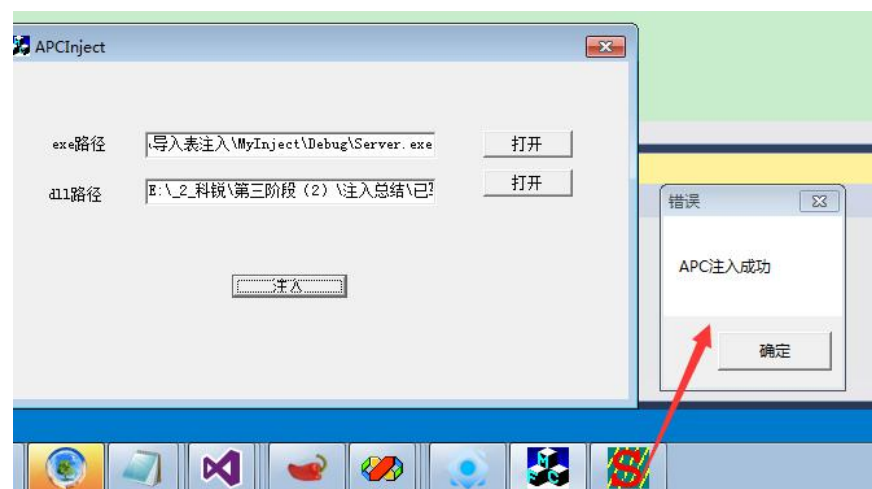 APCInject
exe路径
导入表注入\MyInject\Debug\Server.exe
打开
dll路径
E:\_2_科锐\第三阶段（2）\注入总结\已
打开
注入
错误
APC注入成功
确定